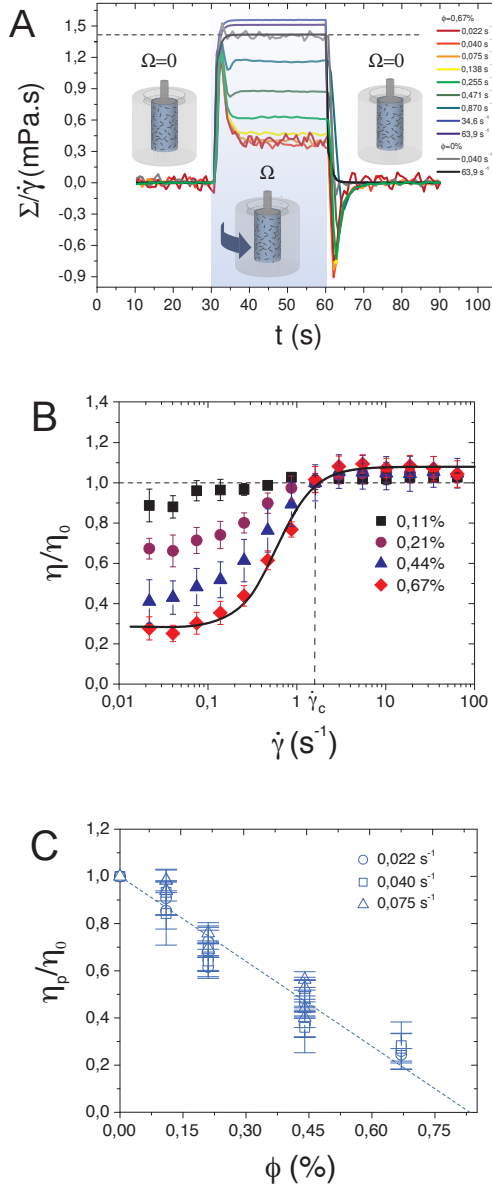 A
Σ/γ̇ (mPa.s)
1,5
1,2
0,9
0,6
0,3
0,0
-0,3
-0,6
-0,9
Ω=0
Ω
Ω=0
ϕ=0,67%
0,022 s⁻¹
0,040 s⁻¹
0,075 s⁻¹
0,138 s⁻¹
0,255 s⁻¹
0,471 s⁻¹
0,870 s⁻¹
34,6 s⁻¹
63,9 s⁻¹
ϕ=0%
0,040 s⁻¹
63,9 s⁻¹
0 10 20 30 40 50 60 70 80 90 100
t (s)
B
η/η₀
1,4
1,2
1,0
0,8
0,6
0,4
0,2
0,0
0,11%
0,21%
0,44%
0,67%
0,01 0,1 1 γ̇c 10 100
γ̇ (s⁻¹)
C
ηp/η₀
1,2
1,0
0,8
0,6
0,4
0,2
0,0
0,022 s⁻¹
0,040 s⁻¹
0,075 s⁻¹
0,00 0,15 0,30 0,45 0,60 0,75
ϕ (%)